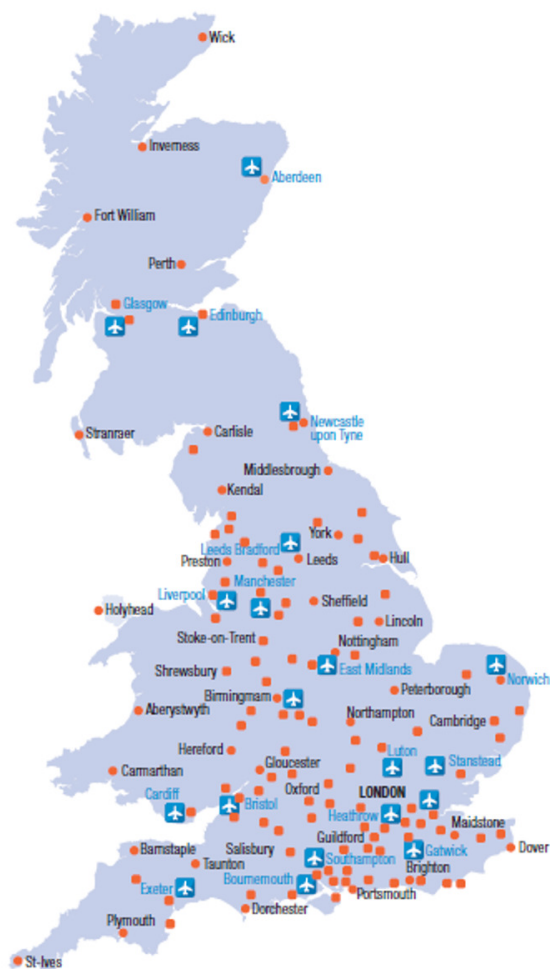 Wick
Inverness
Aberdeen
Fort William
Perth
Glasgow
Edinburgh
Newcastle
upon Tyne
Stranraer
Carlisle
Middlesbrough
Kendal
York
Leeds Bradford
Preston
Leeds
Hull
Manchester
Liverpool
Holyhead
Sheffield
Lincoln
Stoke-on-Trent
Nottingham
Shrewsbury
East Midlands
Norwich
Birmingmam
Peterborough
Aberystwyth
Northampton
Cambridge
Hereford
Luton
Stanstead
Carmarthan
Gloucester
Cardiff
Oxford
LONDON
Bristol
Heathrow
Maidstone
Guildford
Barnstaple
Salisbury
Gatwick
Dover
Taunton
Southampton
Brighton
Exeter
Bournemouth
Portsmouth
Dorchester
Plymouth
St-Ives